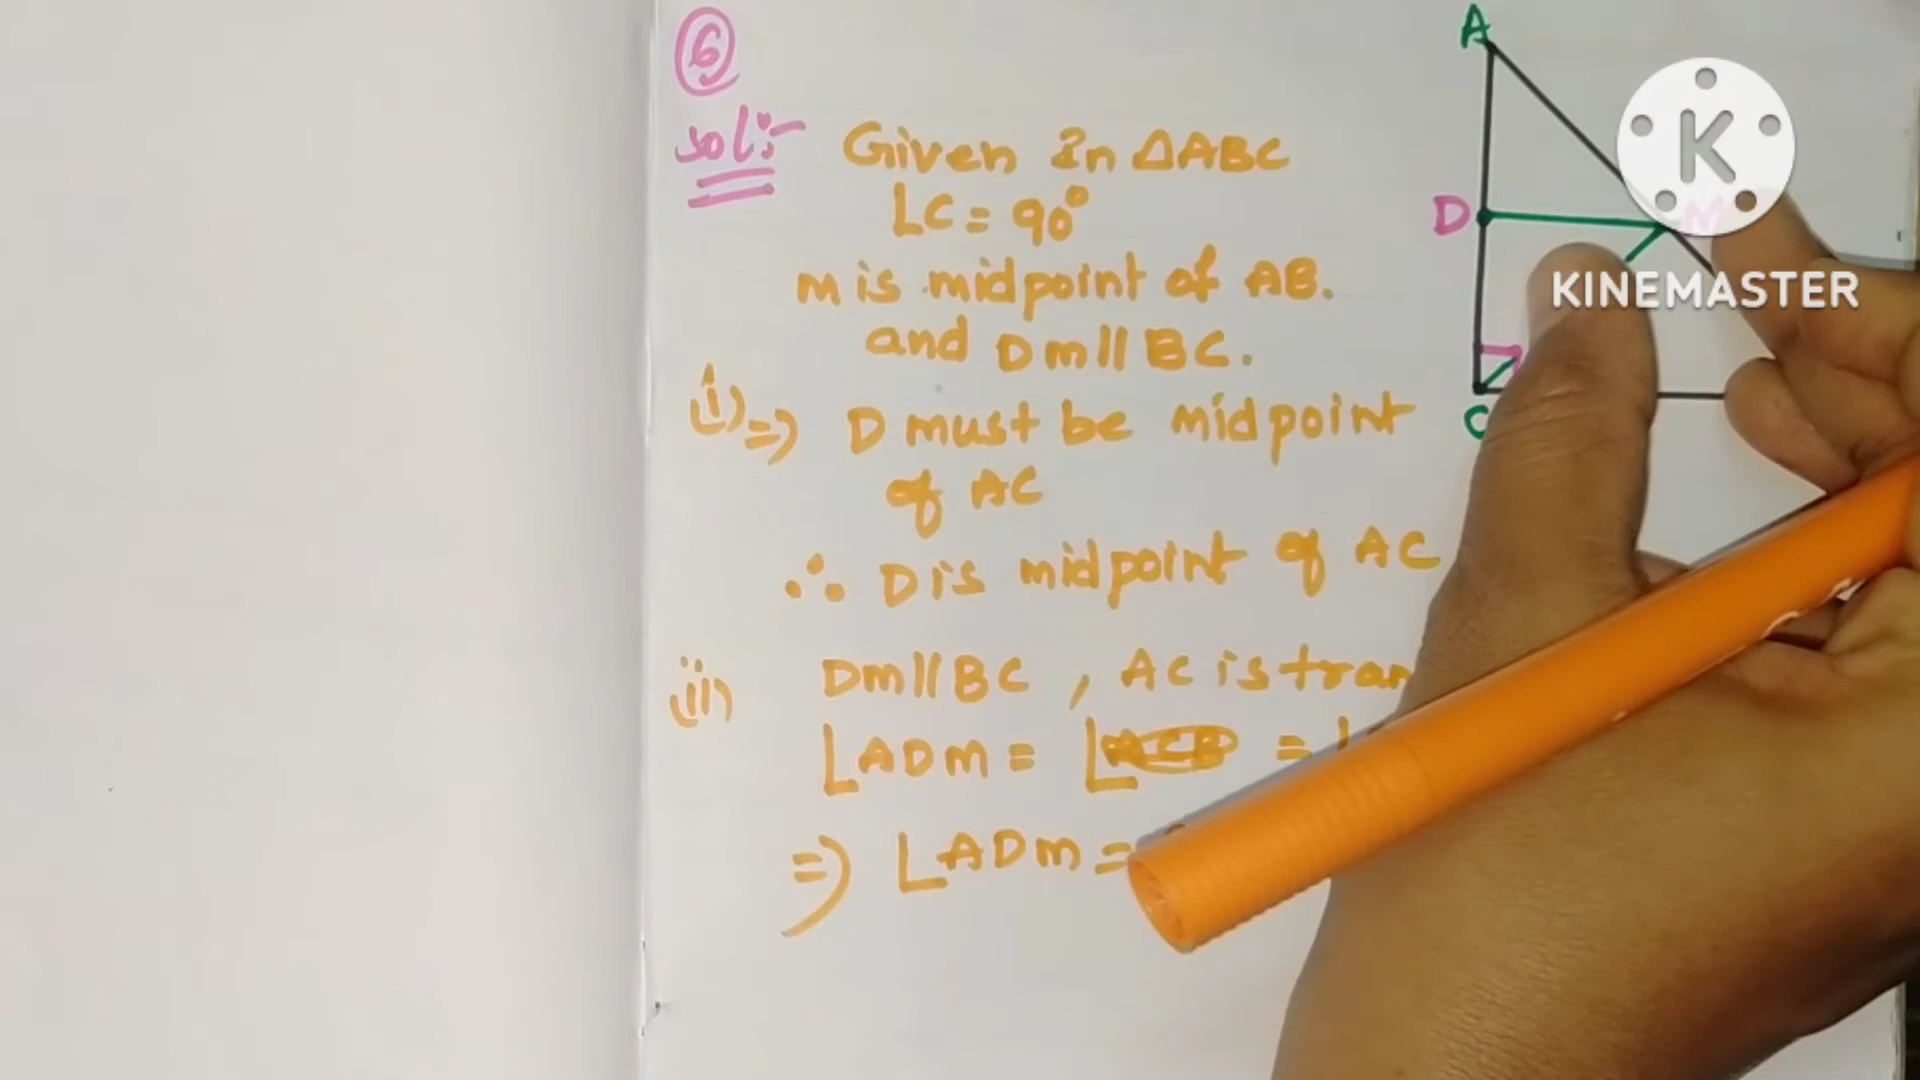 6
Sol:-
Given In △ABC
∟C = 90°
m is midpoint of AB.
and Dm || BC.
(i) => D must be midpoint
of AC
∴ D is midpoint of AC
(ii) Dm || BC, AC is tran
∟ADM = ∟ =
=> ∟ADM =
A
D
M
C
K
KINEMASTER